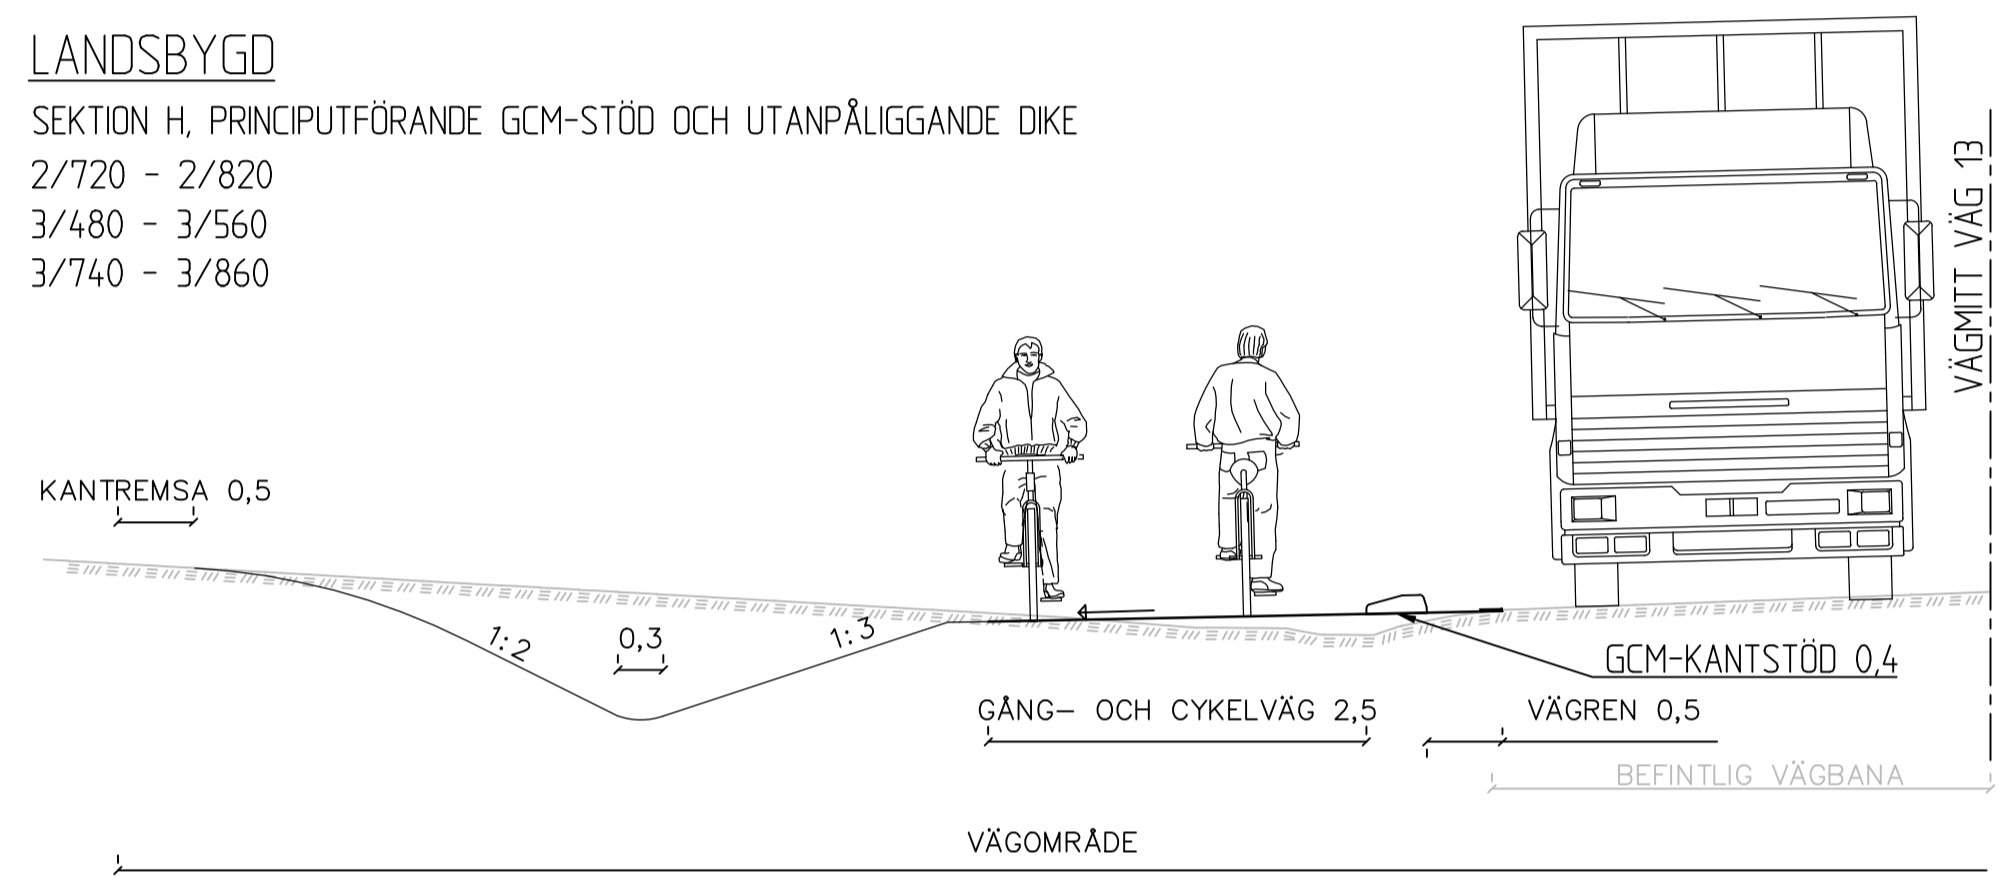 LANDSBYGD
SEKTION H, PRINCIPUTFÖRANDE GCM-STÖD OCH UTANPÅLIGGANDE DIKE
2/720 - 2/820
3/480 - 3/560
3/740 - 3/860
VÄGMITT VÄG 13
KANTREMSA 0,5
1:2
0,3
1:3
GCM-KANTSTÖD 0,4
GÅNG- OCH CYKELVÄG 2,5
VÄGREN 0,5
BEFINTLIG VÄGBANA
VÄGOMRÅDE